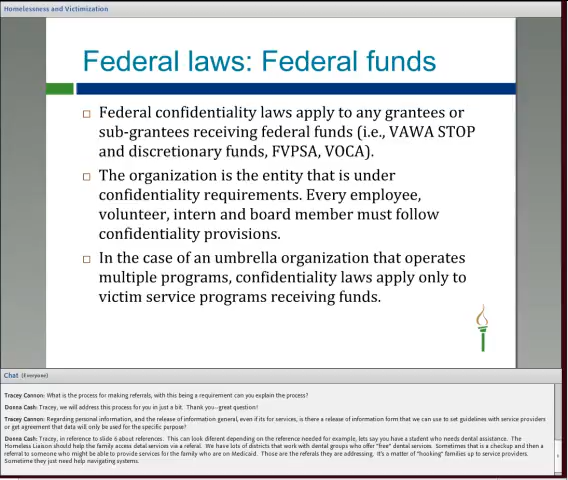 Homelessness and Victimization
Federal laws: Federal funds
□ Federal confidentiality laws apply to any grantees or
sub-grantees receiving federal funds (i.e., VAWA STOP
and discretionary funds, FVPSA, VOCA).
□ The organization is the entity that is under
confidentiality requirements. Every employee,
volunteer, intern and board member must follow
confidentiality provisions.
□ In the case of an umbrella organization that operates
multiple programs, confidentiality laws apply only to
victim service programs receiving funds.
Chat (Everyone)
Tracey Cannon: What is the process for making referrals, with this being a requirement can you explain the process?
Donna Cash: Tracey, we will address this process for you in just a bit. Thank you--great question!
Tracey Cannon: Regarding personal information, and the release of information, even if its for services, is there a release of information form that we can use to set guidelines with service providers
or get agreement that data will only be used for the specific purpose?
Donna Cash: Tracey, in reference to slide 6 about references. This can look different depending on the reference needed for example, lets say you have a student who needs dental assistance. The
Homeless Liaison should help the family access dental services via a referal. We have lots of districts that work with dental groups who offer "free" dental services. Sometimes that is a checkup and then a
referral to someone who might be able to provide services for the family who are on Medicaid. Those are the referrals they are addressing. It's a matter of "hooking" families up to service providers.
Sometime they just need help navigating systems.